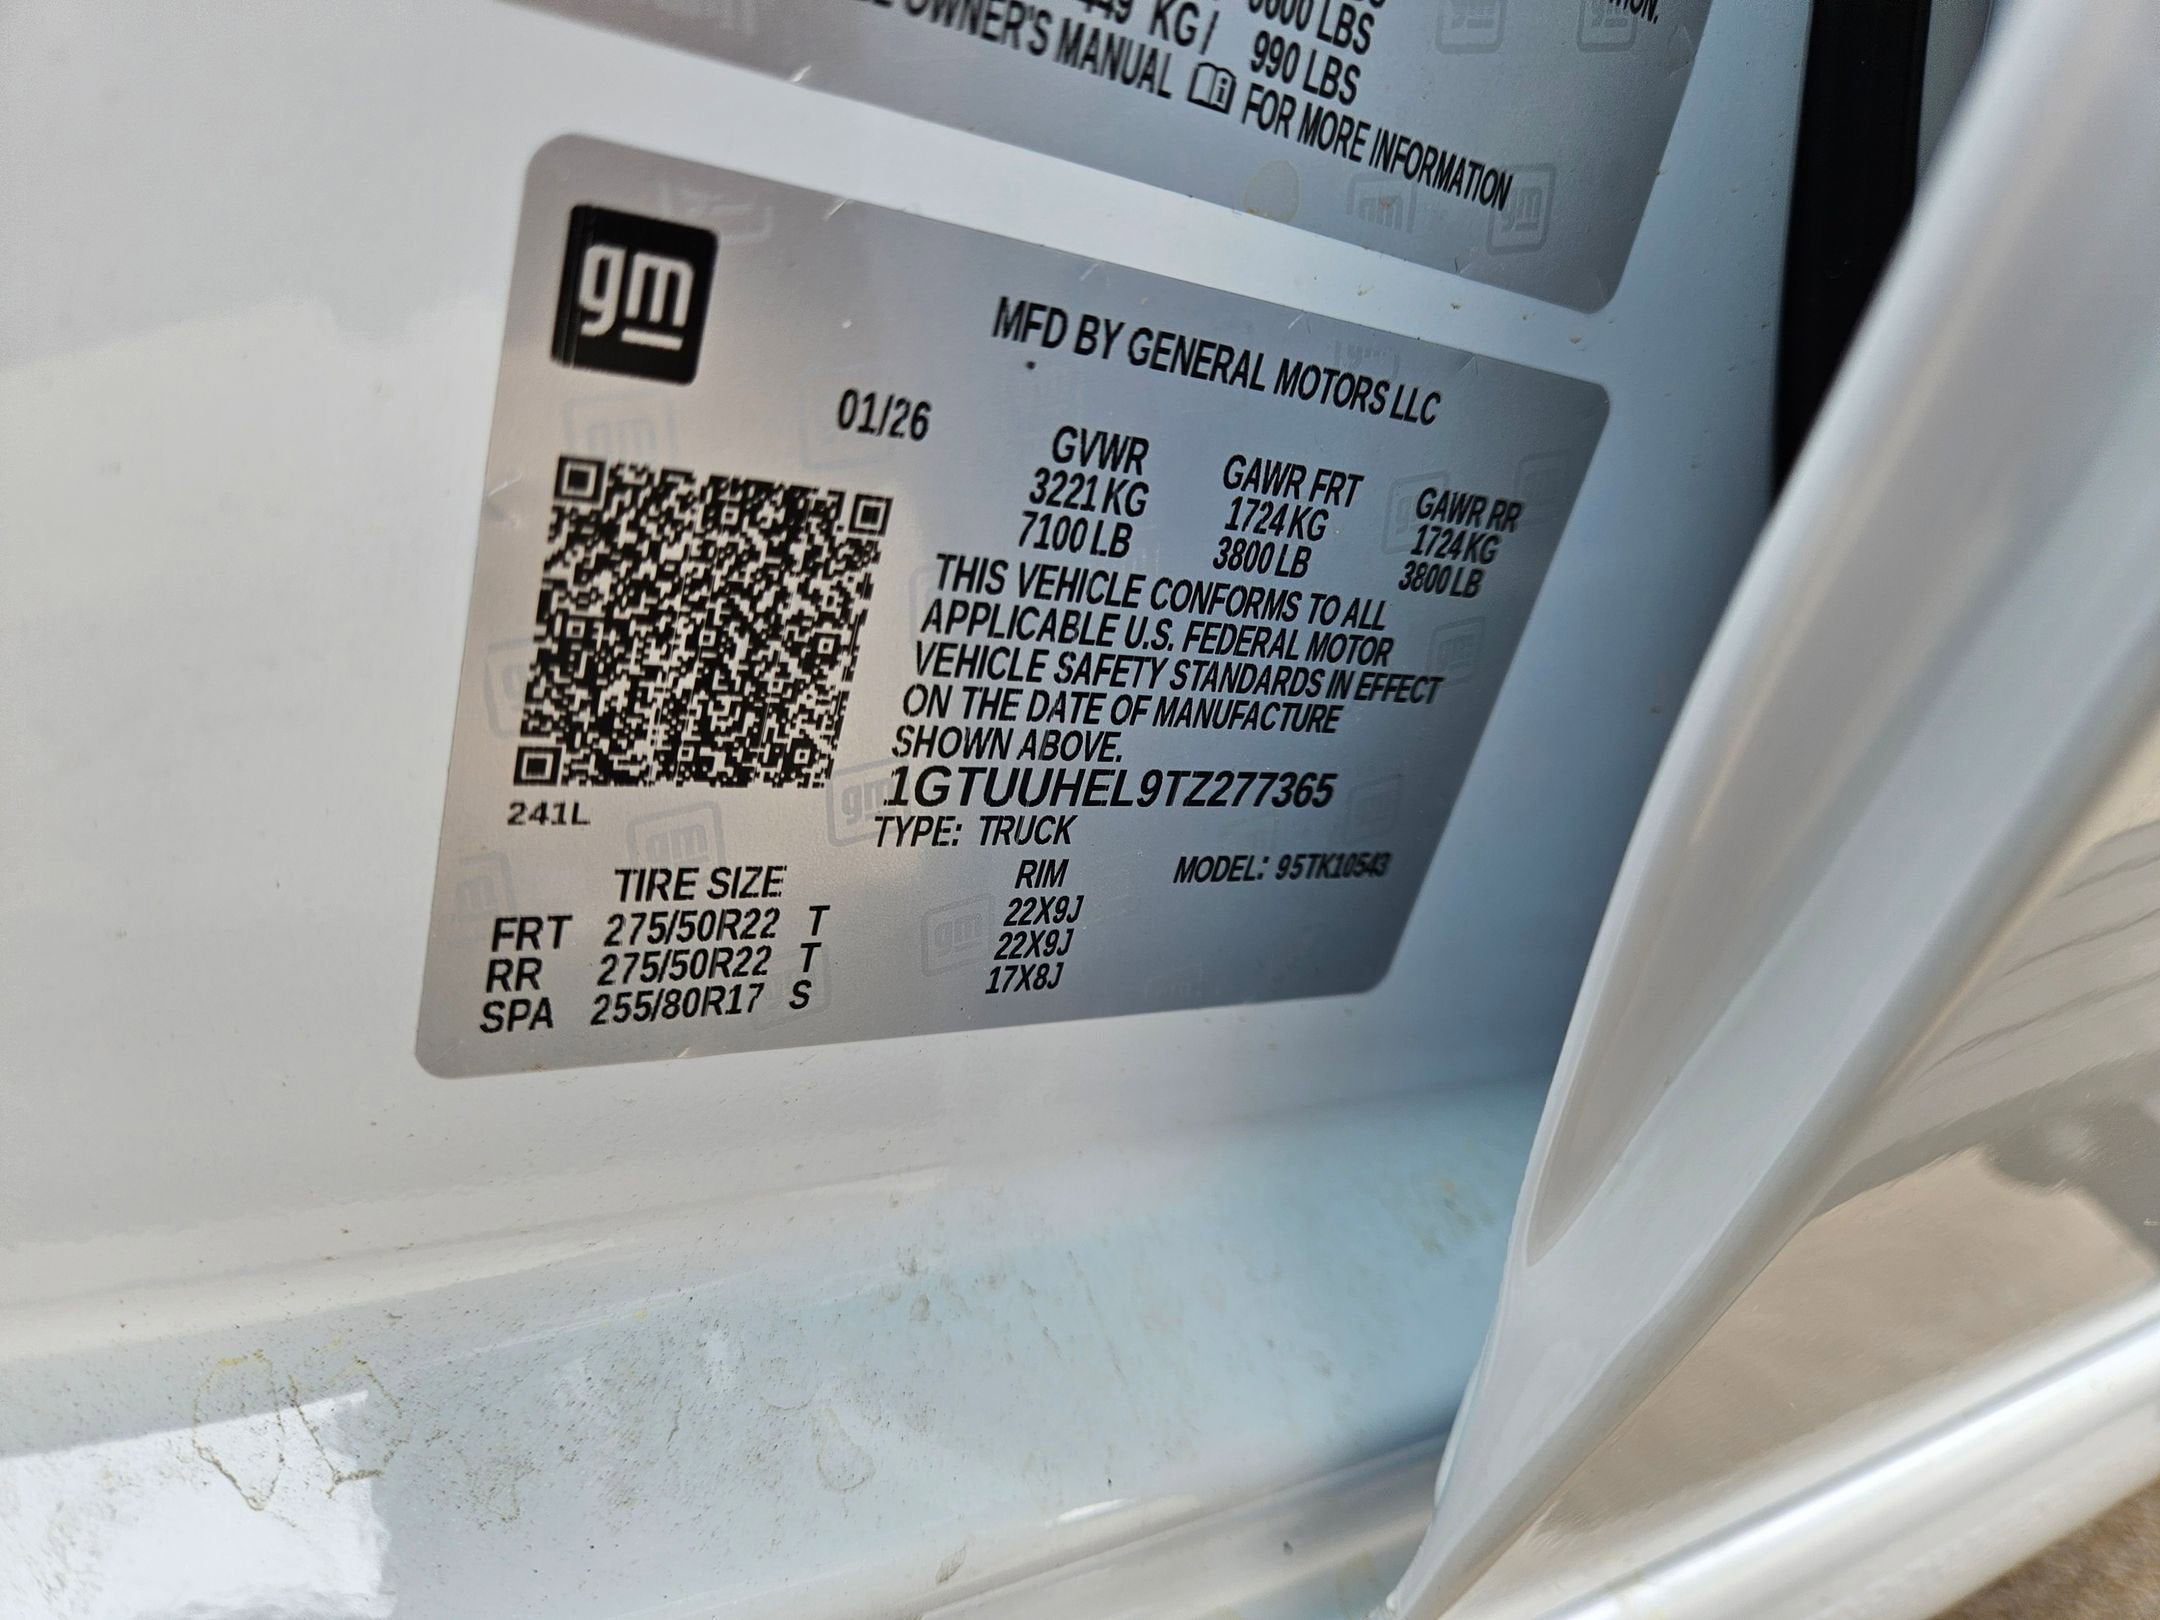 KG / 990 LBS
OWNER'S MANUAL FOR MORE INFORMATION
gm
MFD BY GENERAL MOTORS LLC
01/26
GVWR GAWR FRT GAWR RR
3221 KG 1724 KG 1724 KG
7100 LB 3800 LB 3800 LB
THIS VEHICLE CONFORMS TO ALL
APPLICABLE U.S. FEDERAL MOTOR
VEHICLE SAFETY STANDARDS IN EFFECT
ON THE DATE OF MANUFACTURE
SHOWN ABOVE.
1GTUUHEL9TZ277365
241L
TYPE: TRUCK
MODEL: 95TK10543
TIRE SIZE RIM
FRT 275/50R22 T 22X9J
RR 275/50R22 T 22X9J
SPA 255/80R17 S 17X8J